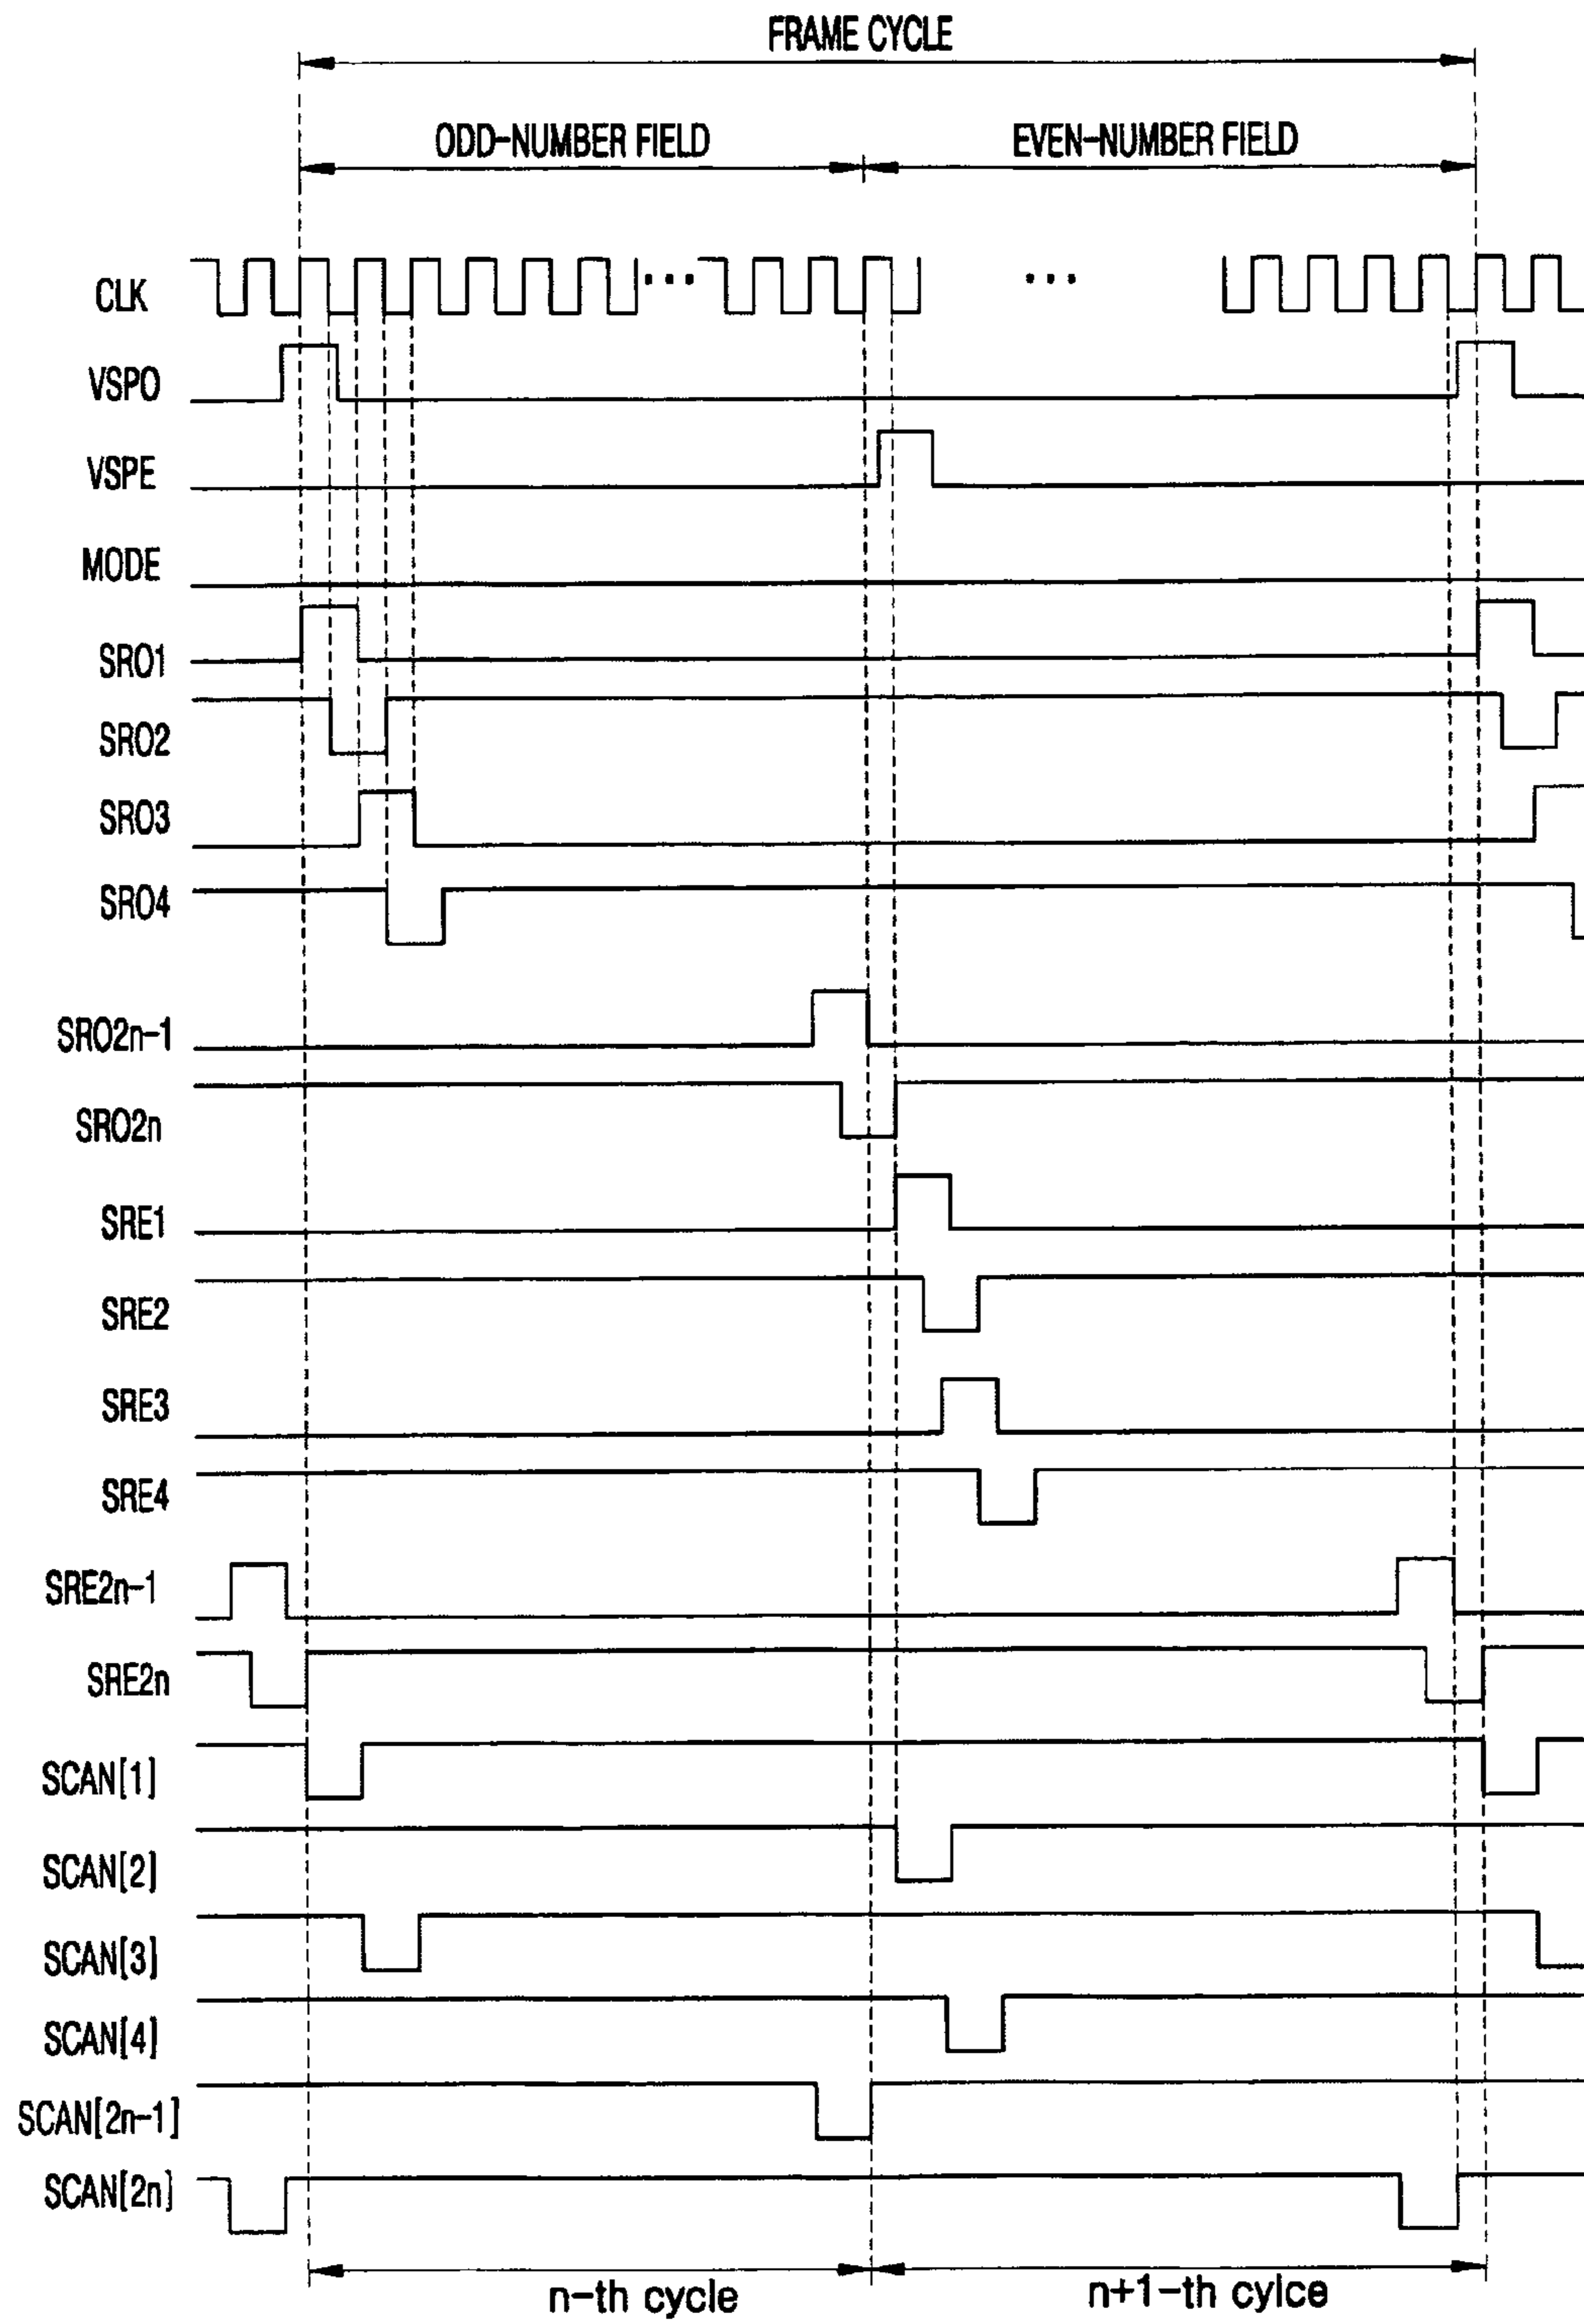 FRAME CYCLE
ODD-NUMBER FIELD
EVEN-NUMBER FIELD
CLK
...
...
VSPO
VSPE
MODE
SRO1
SRO2
SRO3
SRO4
SRO2n-1
SRO2n
SRE1
SRE2
SRE3
SRE4
SRE2n-1
SRE2n
SCAN[1]
SCAN[2]
SCAN[3]
SCAN[4]
SCAN[2n-1]
SCAN[2n]
n-th cycle
n+1-th cylce